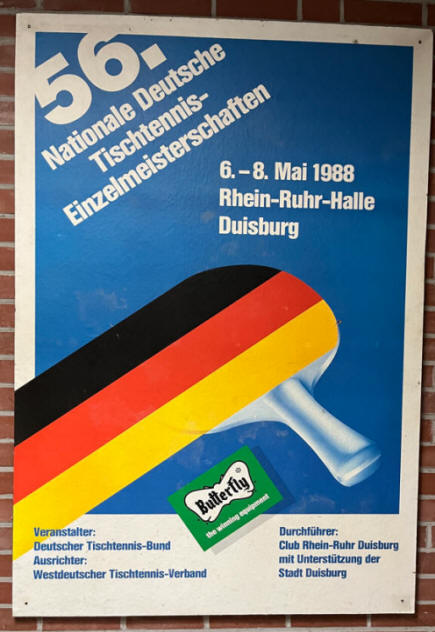 56.
Nationale Deutsche
Tischtennis-
Einzelmeisterschaften
6. – 8. Mai 1988
Rhein-Ruhr-Halle
Duisburg
Butterfly
the winning equipment
Veranstalter:
Deutscher Tischtennis-Bund
Ausrichter:
Westdeutscher Tischtennis-Verband
Durchführer:
Club Rhein-Ruhr Duisburg
mit Unterstützung der
Stadt Duisburg